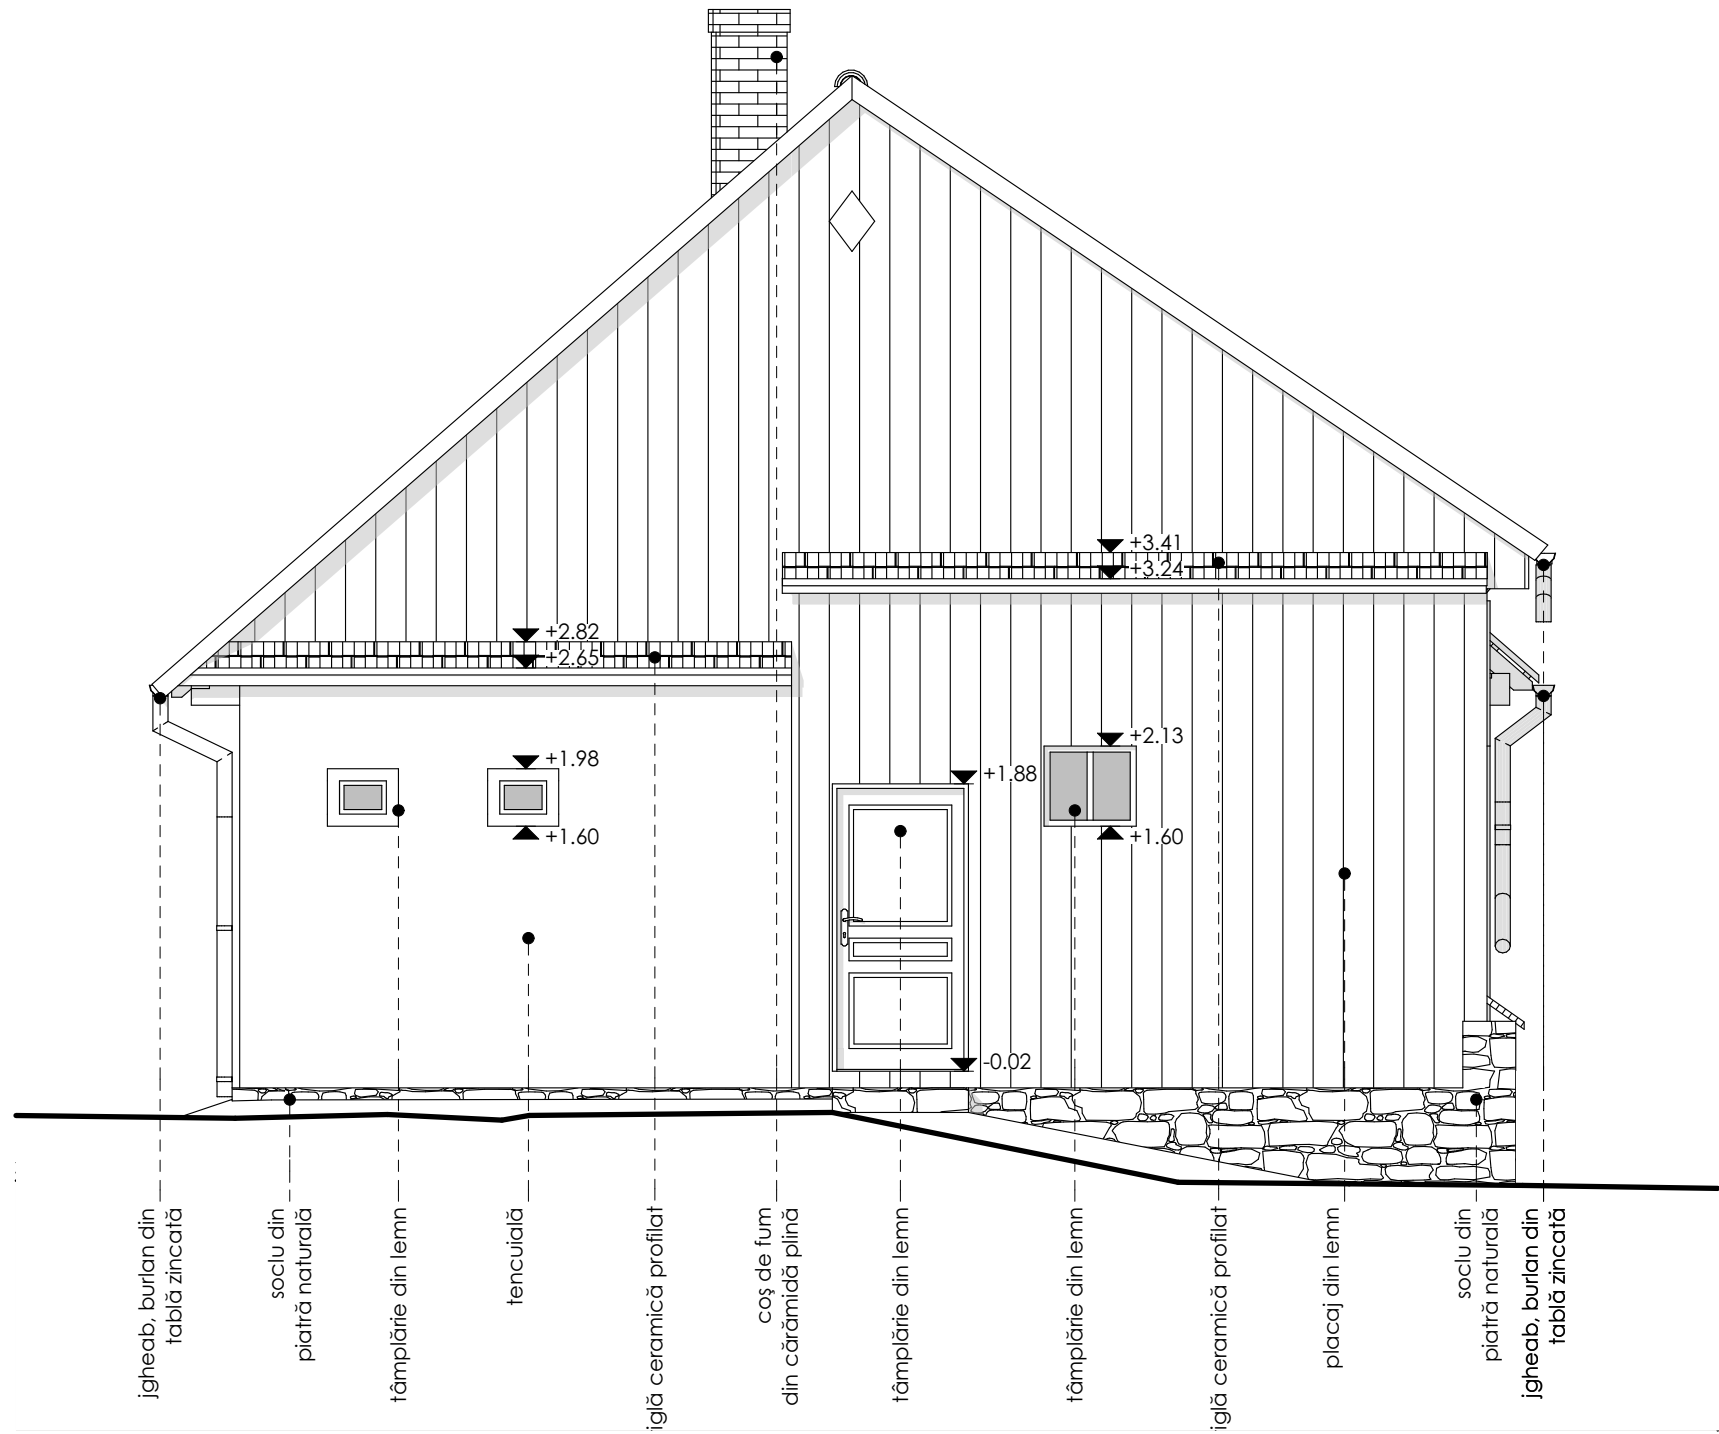 +3.41
+3.24
+2.82
+2.65
+2.13
+1.98
+1.88
+1.60
+1.60
-0.02
jgheab, burlan din
tablă zincată
soclu din
piatră naturală
tâmplărie din lemn
tencuială
iglă ceramică profilat
coş de fum
din cărămidă plină
tâmplărie din lemn
tâmplărie din lemn
iglă ceramică profilat
placaj din lemn
soclu din
piatră naturală
jgheab, burlan din
tablă zincată